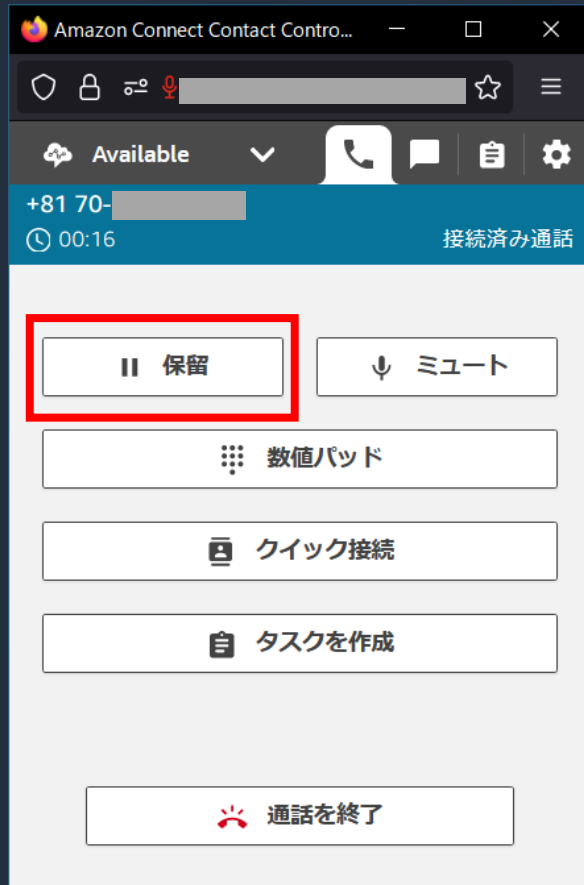 Amazon Connect Contact Contro...
Available
+81 70-
00:16
接続済み通話
保留
ミュート
数値パッド
クイック接続
タスクを作成
通話を終了